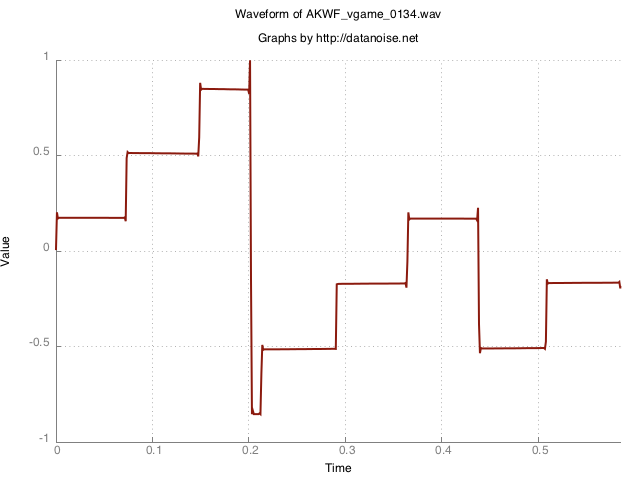 Waveform of AKWF_vgame_0134.wav
Graphs by http://datanoise.net
1
0.5
0
-0.5
-1
Value
0 0.1 0.2 0.3 0.4 0.5
Time